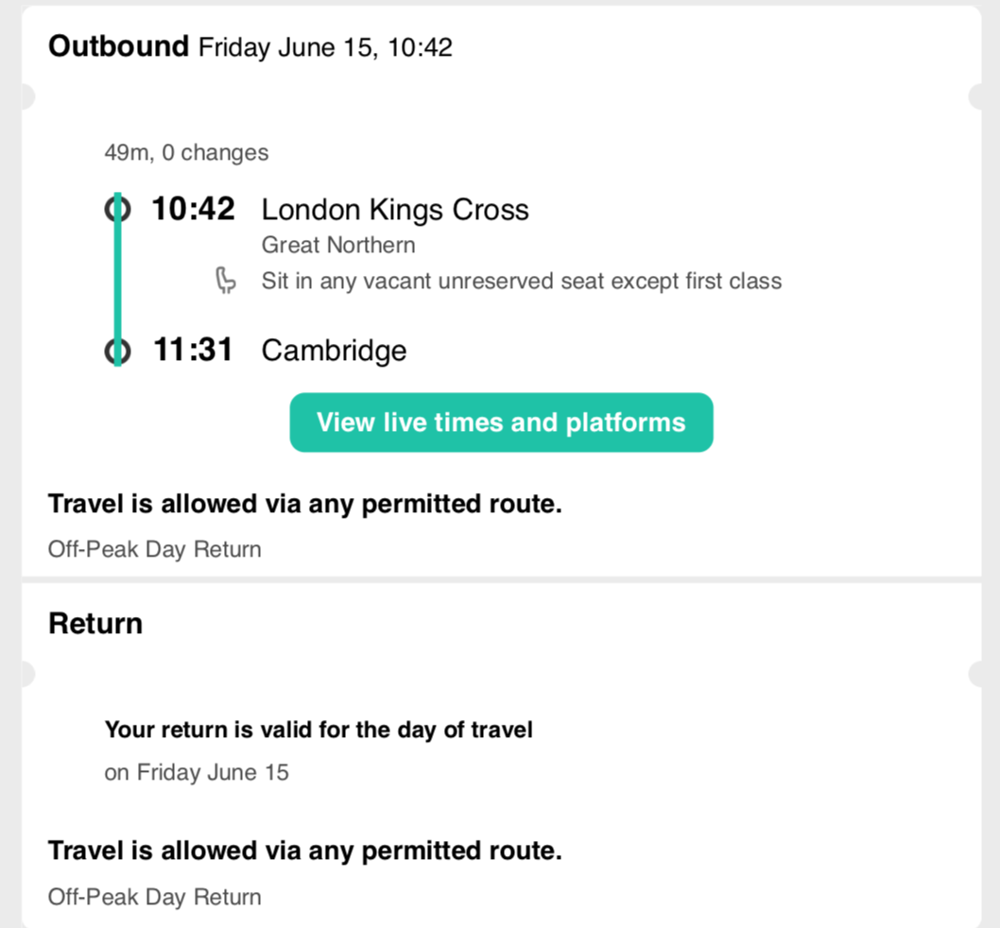 Outbound Friday June 15, 10:42
49m, 0 changes
10:42 London Kings Cross
Great Northern
Sit in any vacant unreserved seat except first class
11:31 Cambridge
View live times and platforms
Travel is allowed via any permitted route.
Off-Peak Day Return
Return
Your return is valid for the day of travel
on Friday June 15
Travel is allowed via any permitted route.
Off-Peak Day Return